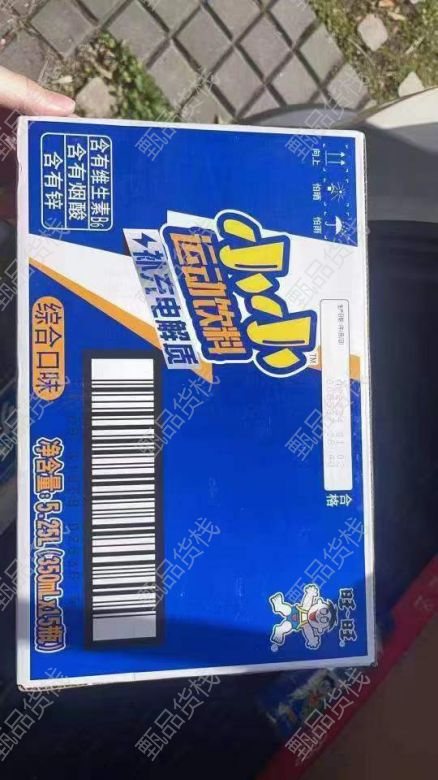 小小
TM
运动饮料
补充电解质
含有维生素B6
含有烟酸
含有锌
综合口味
净含量:5.25L(350mL×15瓶)
向上
怕晒
怕雨
合格
旺旺
®
甄品货栈